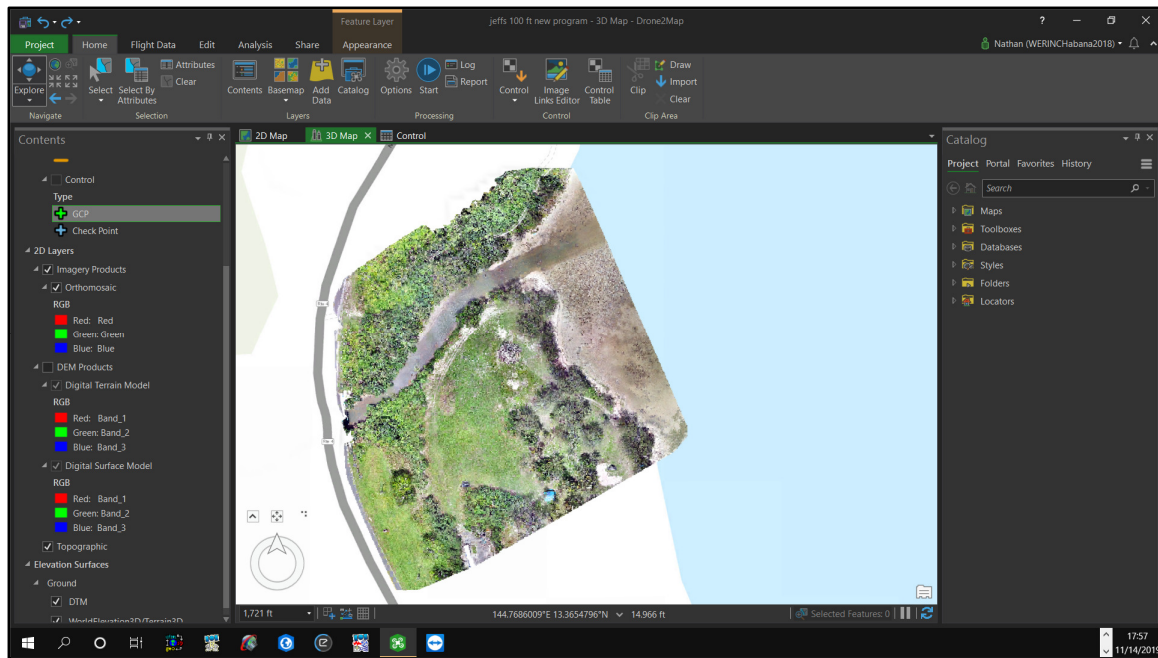 Feature Layer
jeffs 100 ft new program - 3D Map - Drone2Map
?
Project Home Flight Data Edit Analysis Share Appearance
Nathan (WERINCHabana2018)
Explore
Navigate
Select
Select By Attributes
Attributes
Clear
Selection
Contents
Basemap
Add Data
Catalog
Layers
Options
Start
Log
Report
Processing
Control
Image Links Editor
Control Table
Control
Clip
Draw
Import
Clear
Clip Area
Contents
Control
Type
GCP
Check Point
2D Layers
Imagery Products
Orthomosaic
RGB
Red: Red
Green: Green
Blue: Blue
DEM Products
Digital Terrain Model
RGB
Red: Band_1
Green: Band_2
Blue: Band_3
Digital Surface Model
RGB
Red: Band_1
Green: Band_2
Blue: Band_3
Topographic
Elevation Surfaces
Ground
DTM
WorldElevation3D/Terrain3D
2D Map
3D Map
Control
1,721 ft
144.7686009°E 13.3654796°N
14.966 ft
Selected Features: 0
Catalog
Project Portal Favorites History
Search
Maps
Toolboxes
Databases
Styles
Folders
Locators
17:57
11/14/2019